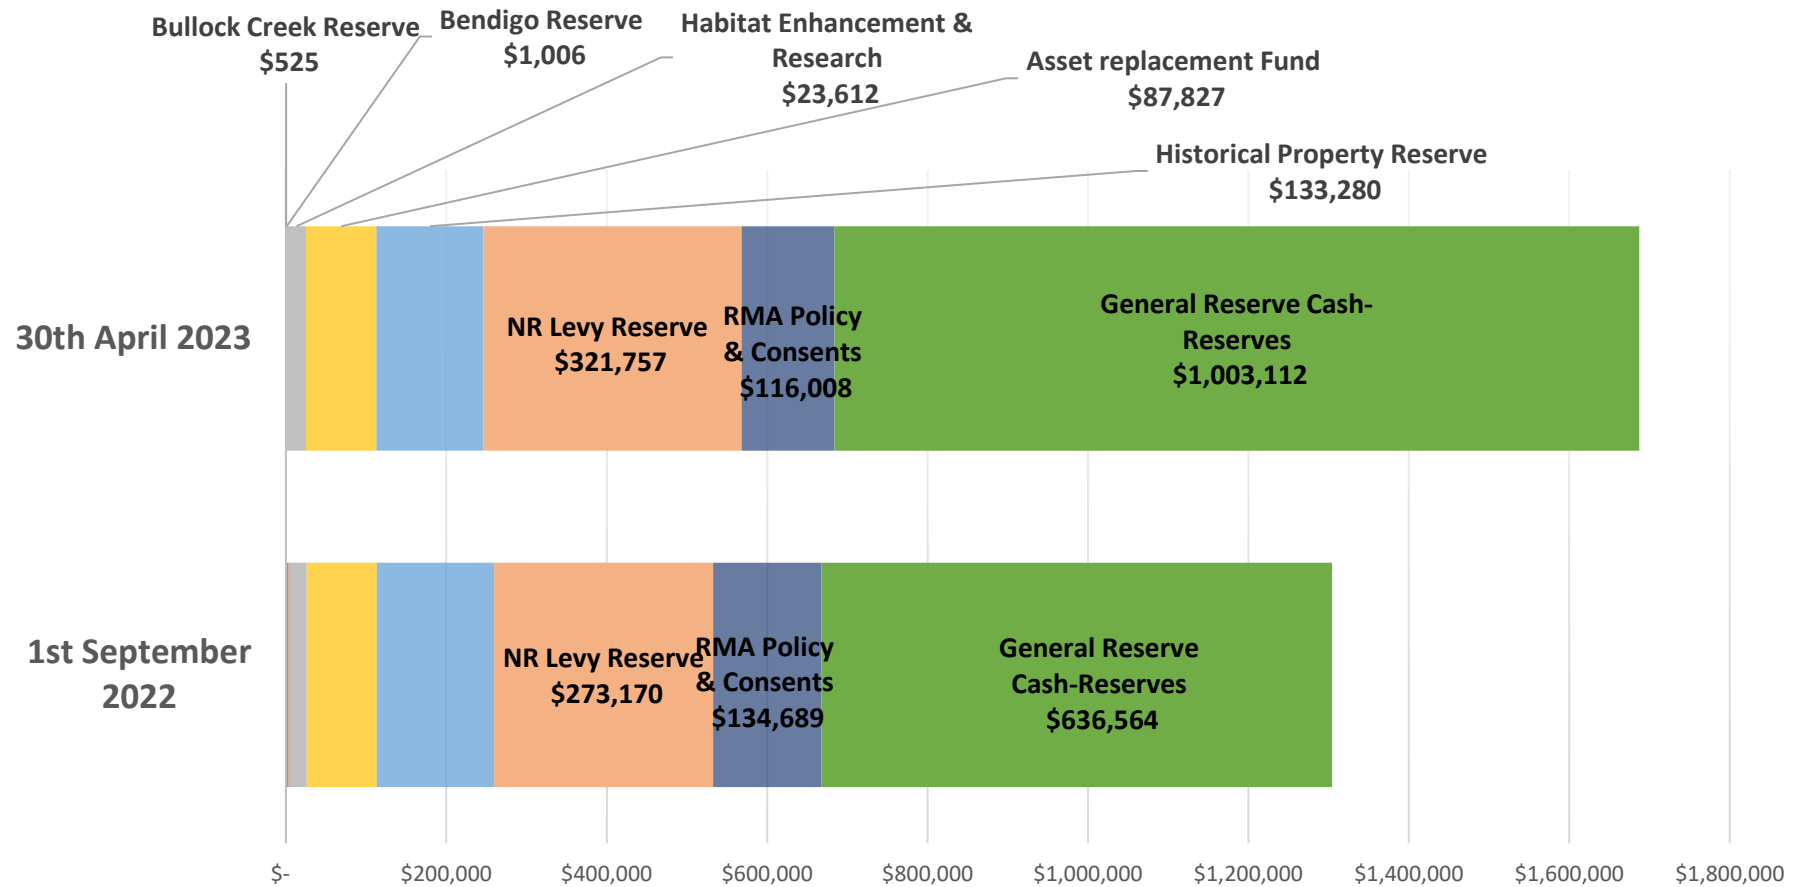 Bullock Creek Reserve
$525
Bendigo Reserve
$1,006
Habitat Enhancement &
Research
$23,612
Asset replacement Fund
$87,827
Historical Property Reserve
$133,280
30th April 2023
NR Levy Reserve
$321,757
RMA Policy
& Consents
$116,008
General Reserve Cash-
Reserves
$1,003,112
1st September
2022
NR Levy Reserve
$273,170
RMA Policy
& Consents
$134,689
General Reserve
Cash-Reserves
$636,564
$-
$200,000
$400,000
$600,000
$800,000
$1,000,000
$1,200,000
$1,400,000
$1,600,000
$1,800,000